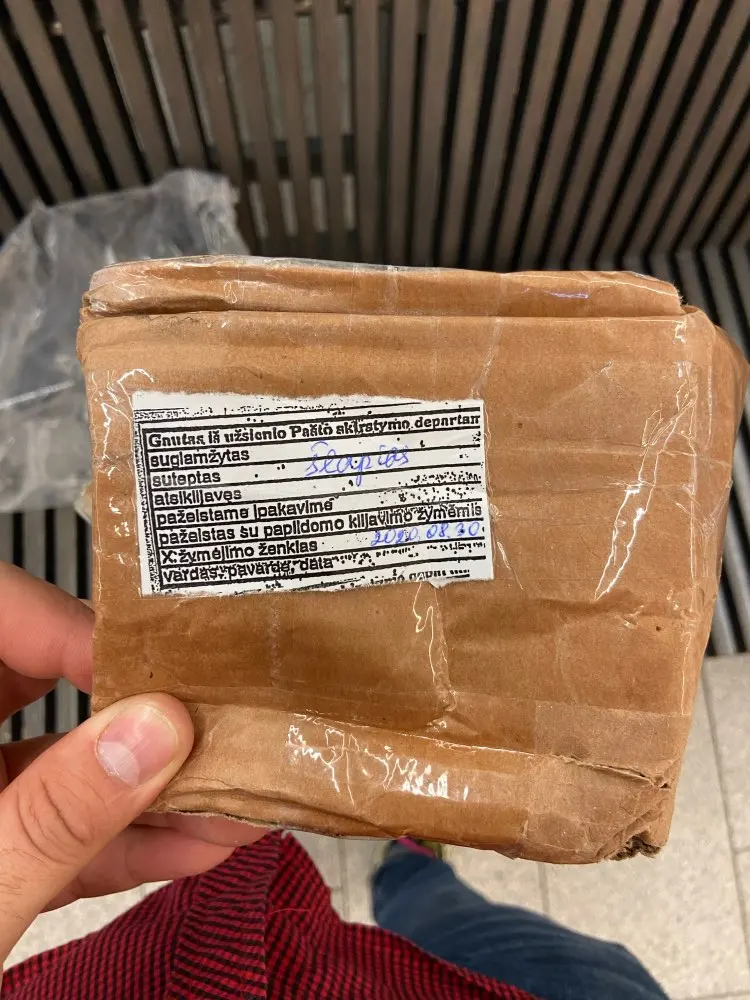 Gautas iš užsienio Pašto skirstymo departam
suglamžytas
šlapias
suteptas
atsiklijavęs
pažeistame įpakavime
pažeistas su papildomo klijavimo žymėmis
X-žymėjimo ženklas 2020.08.30
vardas, pavardė, data